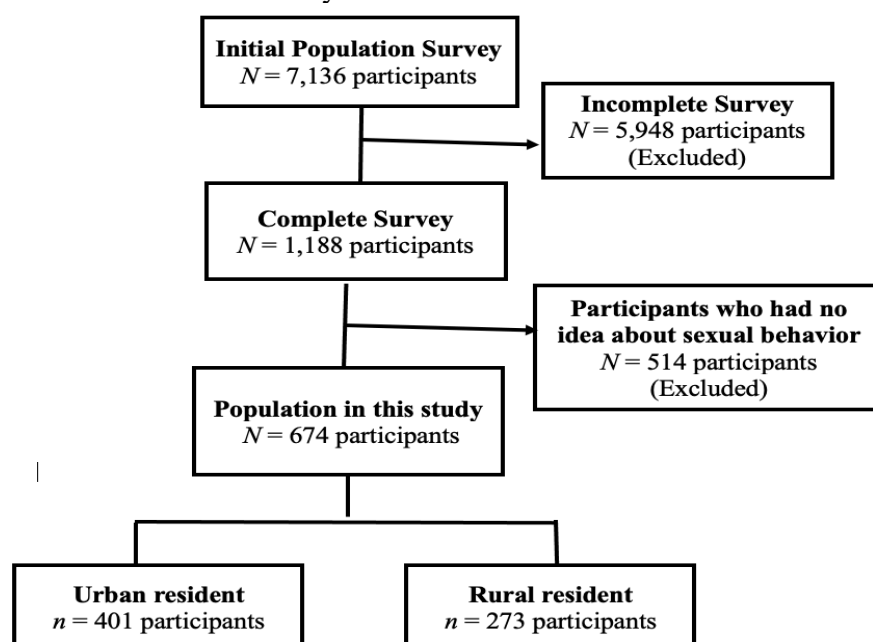 Initial Population Survey
N = 7,136 participants
Incomplete Survey
N = 5,948 participants
(Excluded)
Complete Survey
N = 1,188 participants
Participants who had no
idea about sexual behavior
N = 514 participants
(Excluded)
Population in this study
N = 674 participants
Urban resident
n = 401 participants
Rural resident
n = 273 participants